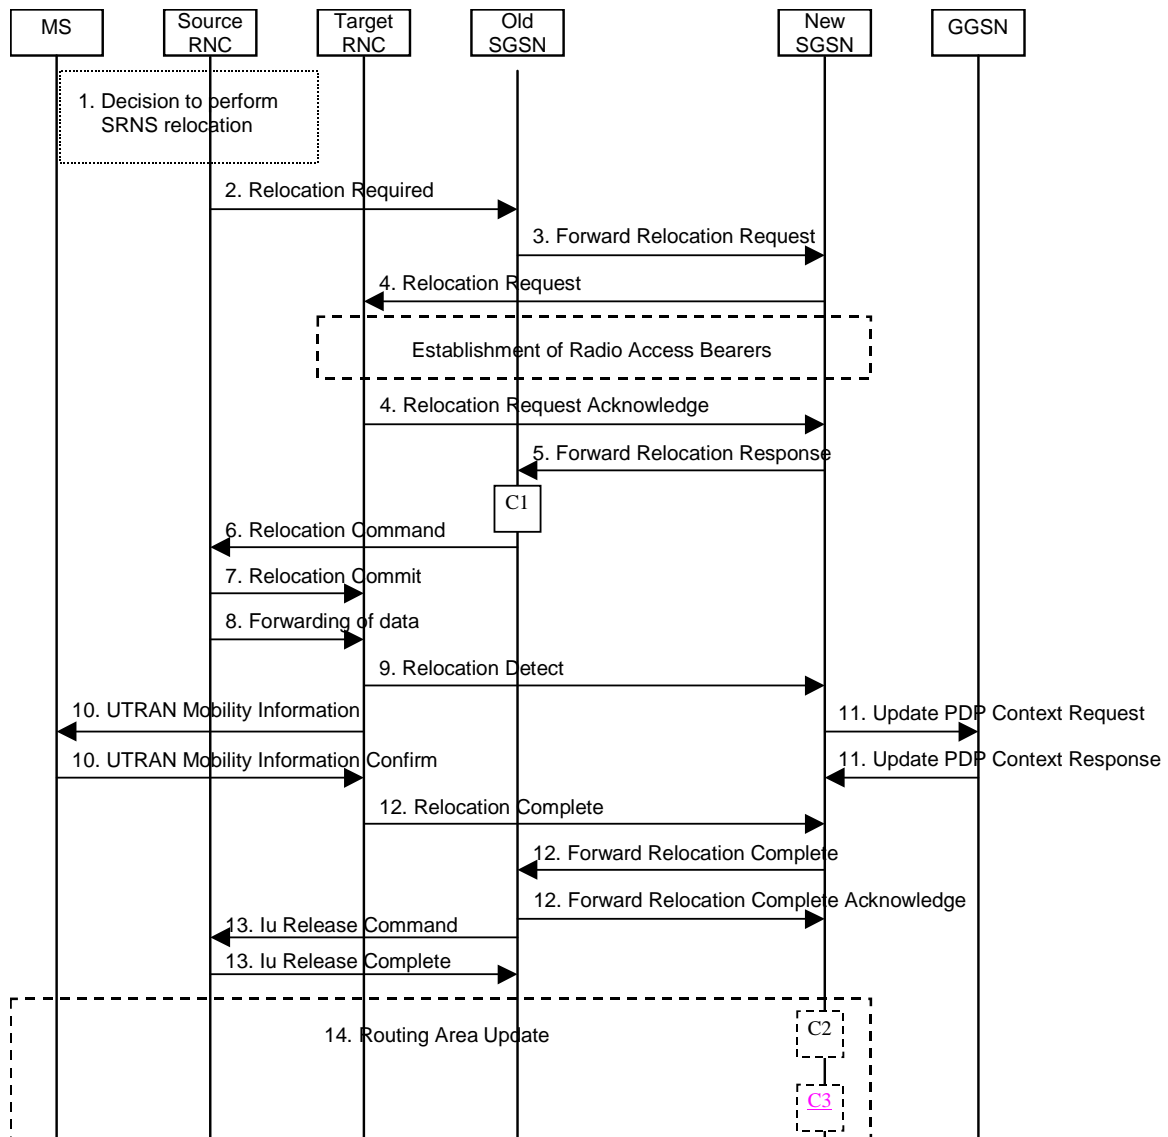 MS
Source
RNC
Target
RNC
Old
SGSN
New
SGSN
GGSN
1. Decision to perform
SRNS relocation
2. Relocation Required
3. Forward Relocation Request
4. Relocation Request
Establishment of Radio Access Bearers
4. Relocation Request Acknowledge
5. Forward Relocation Response
C1
6. Relocation Command
7. Relocation Commit
8. Forwarding of data
9. Relocation Detect
10. UTRAN Mobility Information
11. Update PDP Context Request
10. UTRAN Mobility Information Confirm
11. Update PDP Context Response
12. Relocation Complete
12. Forward Relocation Complete
12. Forward Relocation Complete Acknowledge
13. Iu Release Command
13. Iu Release Complete
14. Routing Area Update
C2
C3